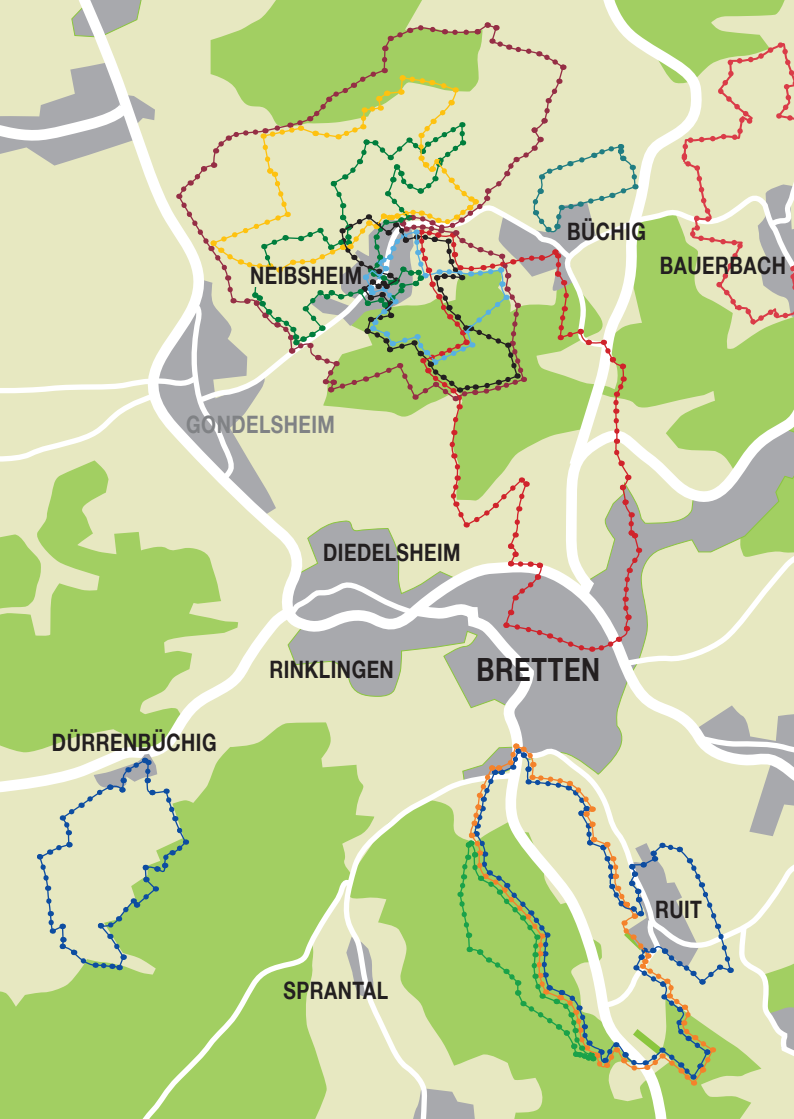 BÜCHIG
BAUERBACH
NEIBSHEIM
GONDELSHEIM
DIEDELSHEIM
RINKLINGEN
BRETTEN
DÜRRENBÜCHIG
RUIT
SPRANTAL